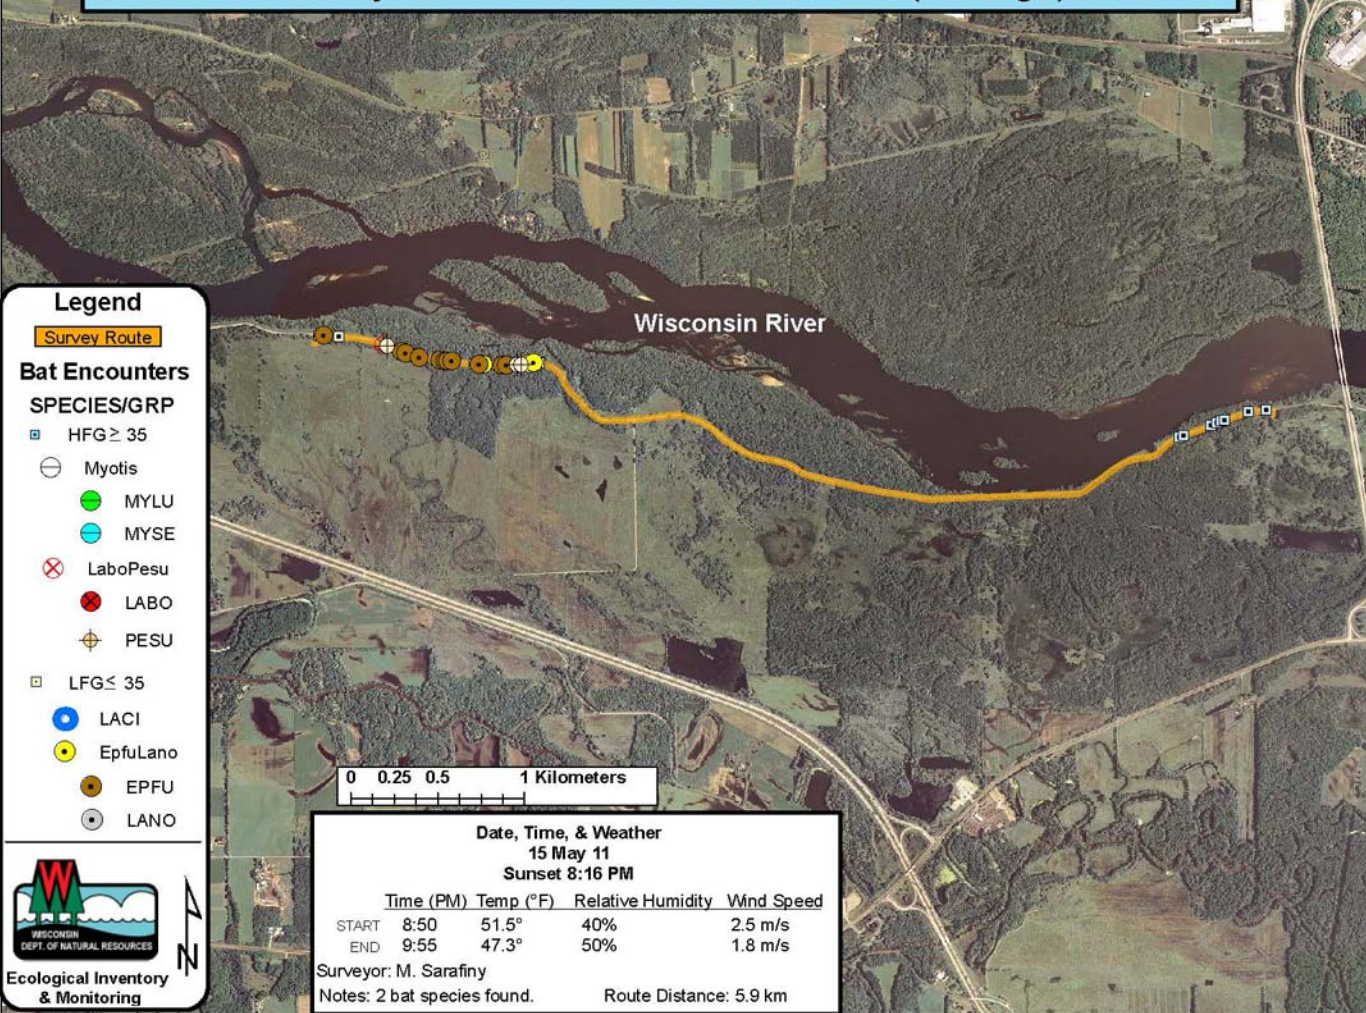 Wisconsin River
Legend
Survey Route
Bat Encounters
SPECIES/GRP
HFG ≥ 35
Myotis
MYLU
MYSE
LaboPesu
LABO
PESU
LFG ≤ 35
LACI
EpfuLano
EPFU
LANO
W
WISCONSIN
DEPT. OF NATURAL RESOURCES
N
Ecological Inventory
& Monitoring
0 0.25 0.5 1 Kilometers
Date, Time, & Weather
15 May 11
Sunset 8:16 PM
Time (PM) Temp (°F) Relative Humidity Wind Speed
START 8:50 51.5° 40% 2.5 m/s
END 9:55 47.3° 50% 1.8 m/s
Surveyor: M. Sarafiny
Notes: 2 bat species found. Route Distance: 5.9 km